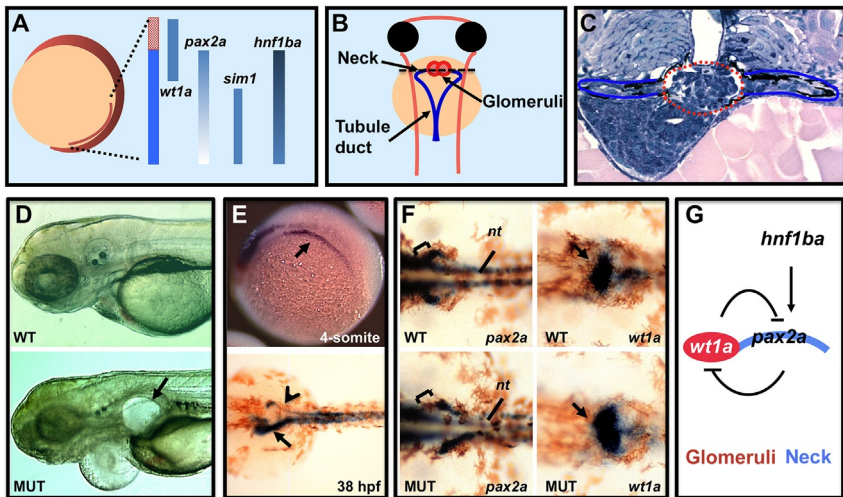 A
wt1a
pax2a
sim1
hnf1ba
B
Neck
Glomeruli
Tubule
duct
C
D
WT
MUT
E
4-somite
38 hpf
F
nt
WT
pax2a
WT
wt1a
nt
MUT
pax2a
MUT
wt1a
G
hnf1ba
wt1a
pax2a
Glomeruli Neck